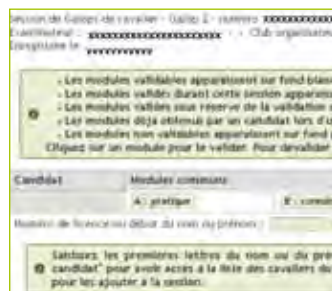 Session de Galops de cavalier - Galop 2 - numéro xxxxxxxxxx
xxxxxxxxxxxxxxxxxxxxxx - - Club organisateur
Enregistrée le xxxxxxxxxx
- Les modules validables apparaissent sur fond blanc
- Les modules validés durant cette session apparaissent
- Les modules validés sous réserve de la validation
- Les modules déjà obtenus par un candidat lors d'u
- Les modules non validables apparaissent sur fond
Cliquez sur un module pour le valider. Pour dévalider
Candidat Modules communs
A : pratique B :
Numéro de licence ou début du nom ou prénom :
Saisissez les premières lettres du nom ou du pré
candidat" pour avoir accès à la liste des cavaliers du
pour les ajouter à la session.